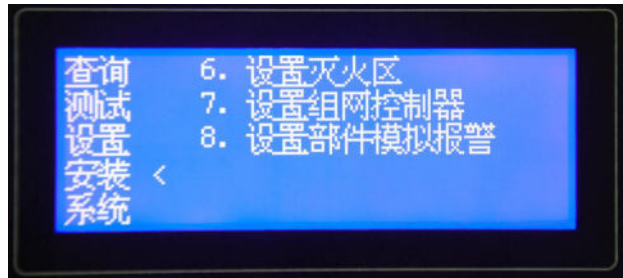 查询 6. 设置灭火区
测试 7. 设置组网控制器
设置 8. 设置部件模拟报警
安装 <
系统